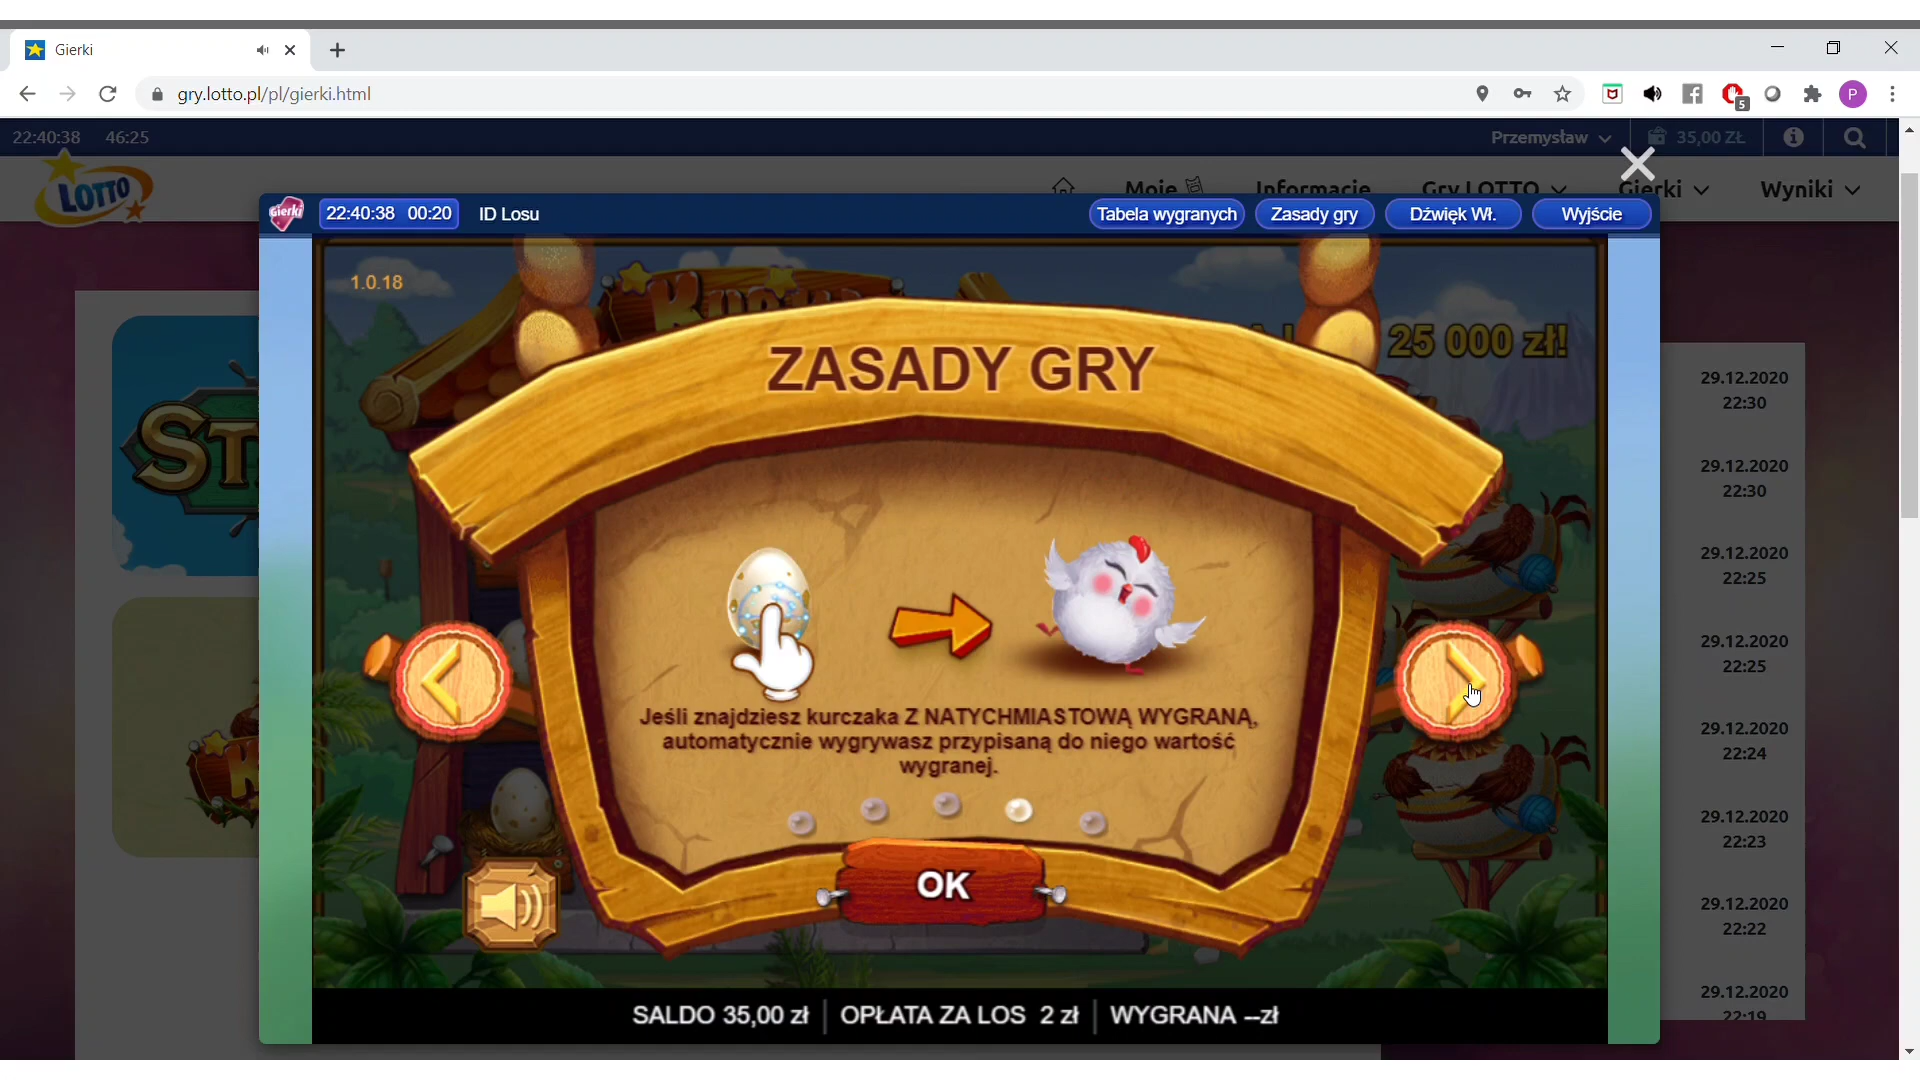 Gierki
gry.lotto.pl/pl/gierki.html
5
P
22:40:38 46:25
Przemysław
35,00 ZŁ
LOTTO
Moje
Informacje
Gry LOTTO
Gierki
Wyniki
Gierki
22:40:38 00:20
ID Losu
Tabela wygranych
Zasady gry
Dźwięk Wł.
Wyjście
1.0.18
25 000 zł!
ZASADY GRY
Jeśli znajdziesz kurczaka Z NATYCHMIASTOWĄ WYGRANĄ,
automatycznie wygrywasz przypisaną do niego wartość
wygranej.
OK
SALDO 35,00 zł
OPŁATA ZA LOS 2 zł
WYGRANA --zł
29.12.2020
22:30
29.12.2020
22:30
29.12.2020
22:25
29.12.2020
22:25
29.12.2020
22:24
29.12.2020
22:23
29.12.2020
22:22
29.12.2020
22:19